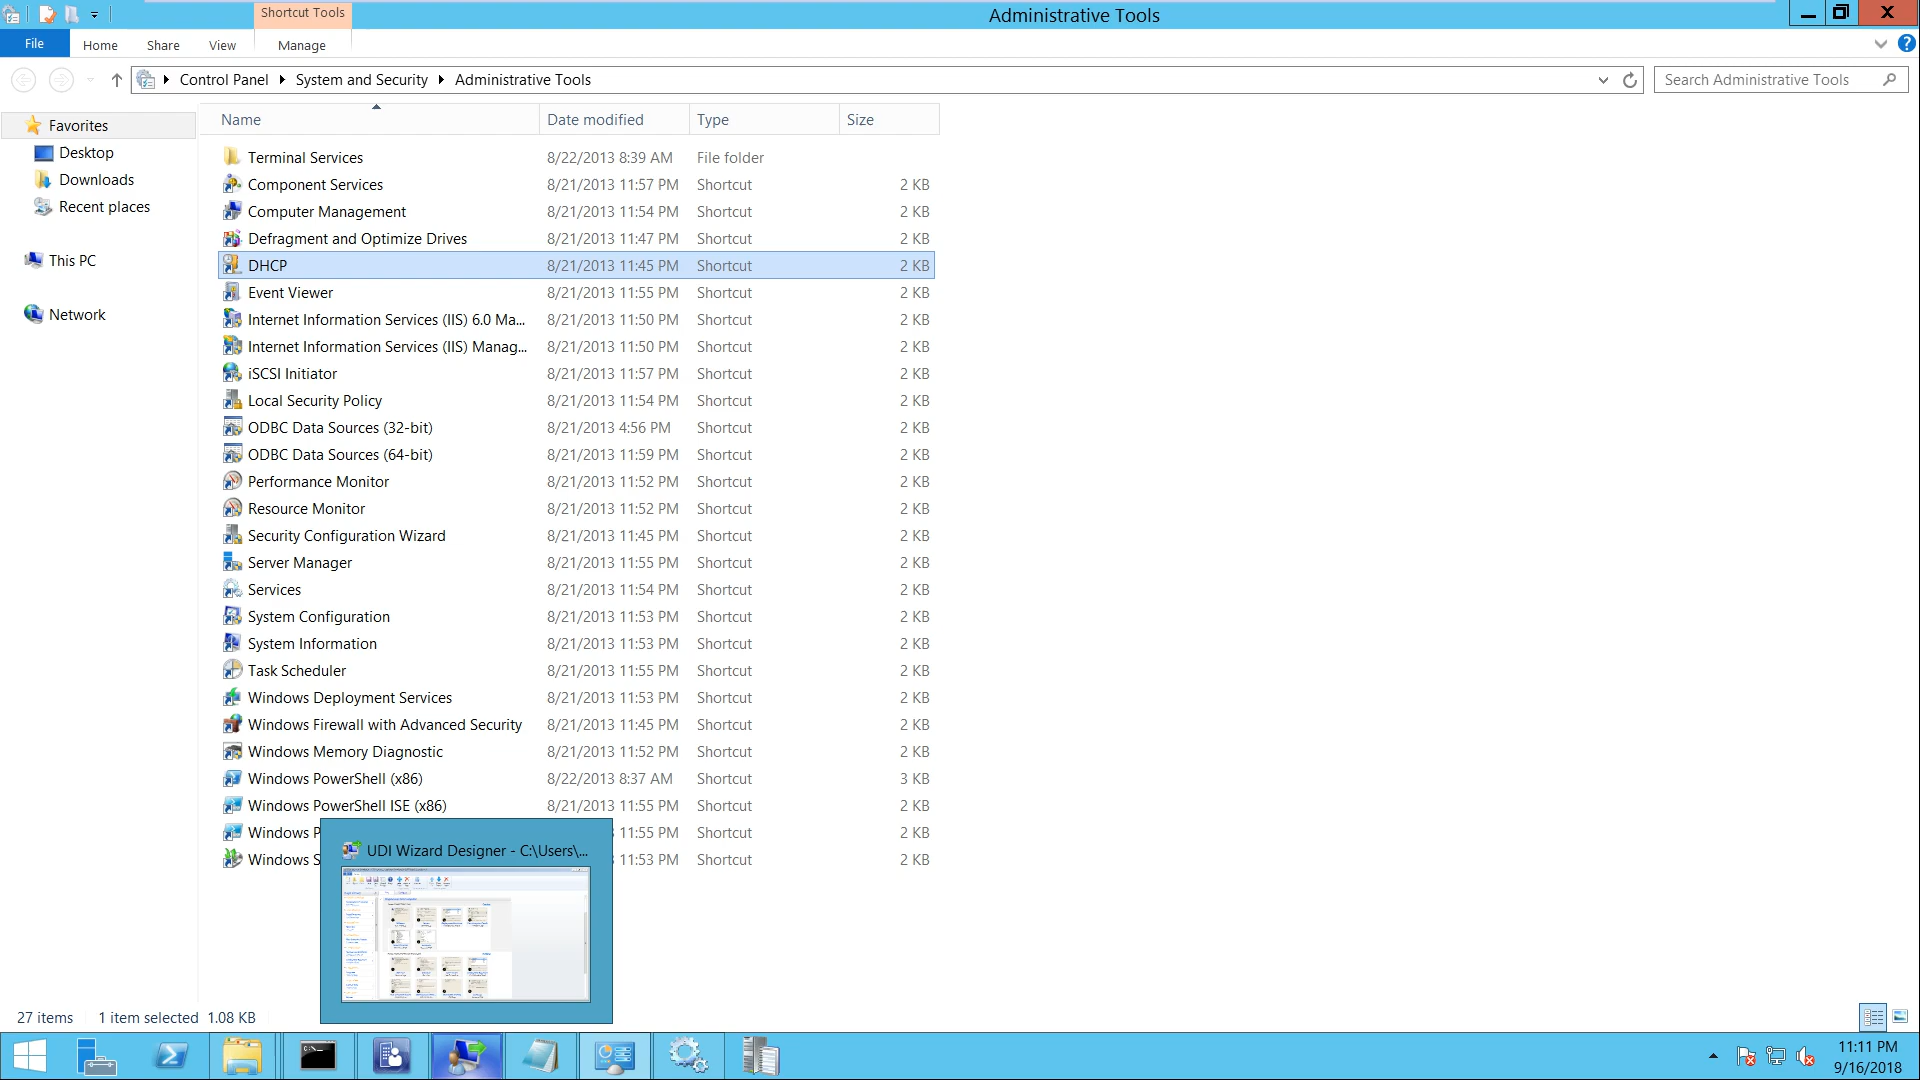 Shortcut Tools
Administrative Tools
File
Home
Share
View
Manage
Control Panel
System and Security
Administrative Tools
Search Administrative Tools
Name
Date modified
Type
Size
Favorites
Desktop
Downloads
Recent places
This PC
Network
Terminal Services 8/22/2013 8:39 AM File folder
Component Services 8/21/2013 11:57 PM Shortcut 2 KB
Computer Management 8/21/2013 11:54 PM Shortcut 2 KB
Defragment and Optimize Drives 8/21/2013 11:47 PM Shortcut 2 KB
DHCP 8/21/2013 11:45 PM Shortcut 2 KB
Event Viewer 8/21/2013 11:55 PM Shortcut 2 KB
Internet Information Services (IIS) 6.0 Ma... 8/21/2013 11:50 PM Shortcut 2 KB
Internet Information Services (IIS) Manag... 8/21/2013 11:50 PM Shortcut 2 KB
iSCSI Initiator 8/21/2013 11:57 PM Shortcut 2 KB
Local Security Policy 8/21/2013 11:54 PM Shortcut 2 KB
ODBC Data Sources (32-bit) 8/21/2013 4:56 PM Shortcut 2 KB
ODBC Data Sources (64-bit) 8/21/2013 11:59 PM Shortcut 2 KB
Performance Monitor 8/21/2013 11:52 PM Shortcut 2 KB
Resource Monitor 8/21/2013 11:52 PM Shortcut 2 KB
Security Configuration Wizard 8/21/2013 11:45 PM Shortcut 2 KB
Server Manager 8/21/2013 11:55 PM Shortcut 2 KB
Services 8/21/2013 11:54 PM Shortcut 2 KB
System Configuration 8/21/2013 11:53 PM Shortcut 2 KB
System Information 8/21/2013 11:53 PM Shortcut 2 KB
Task Scheduler 8/21/2013 11:55 PM Shortcut 2 KB
Windows Deployment Services 8/21/2013 11:53 PM Shortcut 2 KB
Windows Firewall with Advanced Security 8/21/2013 11:45 PM Shortcut 2 KB
Windows Memory Diagnostic 8/21/2013 11:52 PM Shortcut 2 KB
Windows PowerShell (x86) 8/22/2013 8:37 AM Shortcut 3 KB
Windows PowerShell ISE (x86) 8/21/2013 11:55 PM Shortcut 2 KB
Windows P 11:55 PM Shortcut 2 KB
Windows S 11:53 PM Shortcut 2 KB
UDI Wizard Designer - C:\Users\...
27 items 1 item selected 1.08 KB
11:11 PM
9/16/2018